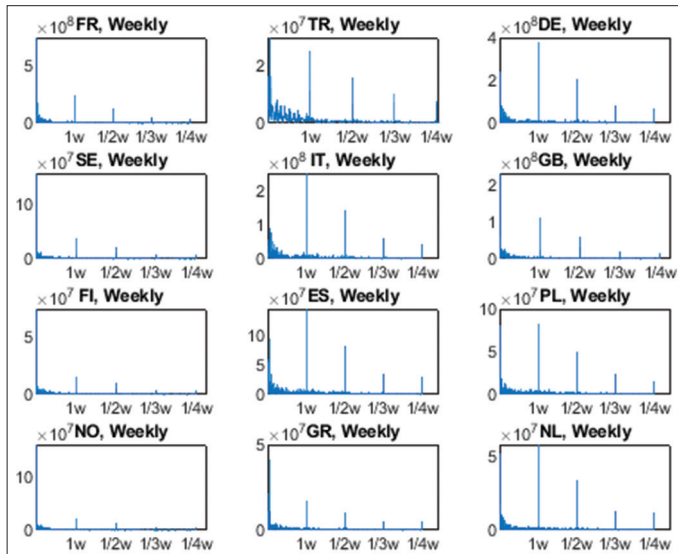 ×10⁸ FR, Weekly
5
0
1w 1/2w 1/3w 1/4w
×10⁷ TR, Weekly
2
1
0
1w 1/2w 1/3w 1/4w
×10⁸ DE, Weekly
4
2
0
1w 1/2w 1/3w 1/4w
×10⁷ SE, Weekly
10
5
0
1w 1/2w 1/3w 1/4w
×10⁸ IT, Weekly
2
1
0
1w 1/2w 1/3w 1/4w
×10⁸ GB, Weekly
2
1
0
1w 1/2w 1/3w 1/4w
×10⁷ FI, Weekly
5
0
1w 1/2w 1/3w 1/4w
×10⁷ ES, Weekly
10
5
0
1w 1/2w 1/3w 1/4w
×10⁷ PL, Weekly
10
5
0
1w 1/2w 1/3w 1/4w
×10⁷ NO, Weekly
10
5
0
1w 1/2w 1/3w 1/4w
×10⁷ GR, Weekly
5
0
1w 1/2w 1/3w 1/4w
×10⁷ NL, Weekly
5
0
1w 1/2w 1/3w 1/4w